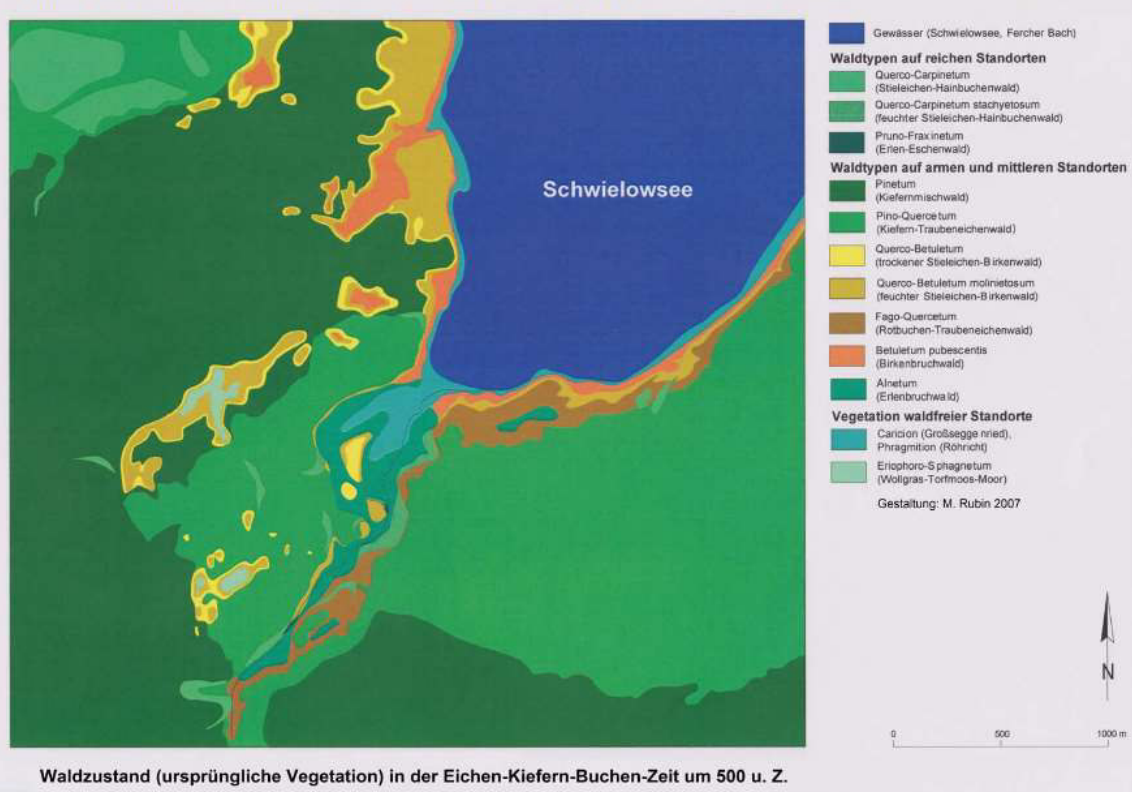 Schwielowsee
Gewässer (Schwielowsee, Fercher Bach)
Waldtypen auf reichen Standorten
Querco-Carpinetum
(Stieleichen-Hainbuchenwald)
Querco-Carpinetum stachyetosum
(feuchter Stieleichen-Hainbuchenwald)
Pruno-Fraxinetum
(Erlen-Eschenwald)
Waldtypen auf armen und mittleren Standorten
Pinetum
(Kiefernmischwald)
Pino-Quercetum
(Kiefern-Traubeneichenwald)
Querco-Betuletum
(trockener Stieleichen-Birkenwald)
Querco-Betuletum molinietosum
(feuchter Stieleichen-Birkenwald)
Fago-Quercetum
(Rotbuchen-Traubeneichenwald)
Betuletum pubescentis
(Birkenbruchwald)
Alnetum
(Erlenbruchwald)
Vegetation waldfreier Standorte
Caricion (Großsegge nried),
Phragmition (Röhricht)
Eriophoro-Sphagnetum
(Wollgras-Torfmoos-Moor)
Gestaltung: M. Rubin 2007
N
0 500 1000 m
Waldzustand (ursprüngliche Vegetation) in der Eichen-Kiefern-Buchen-Zeit um 500 u. Z.